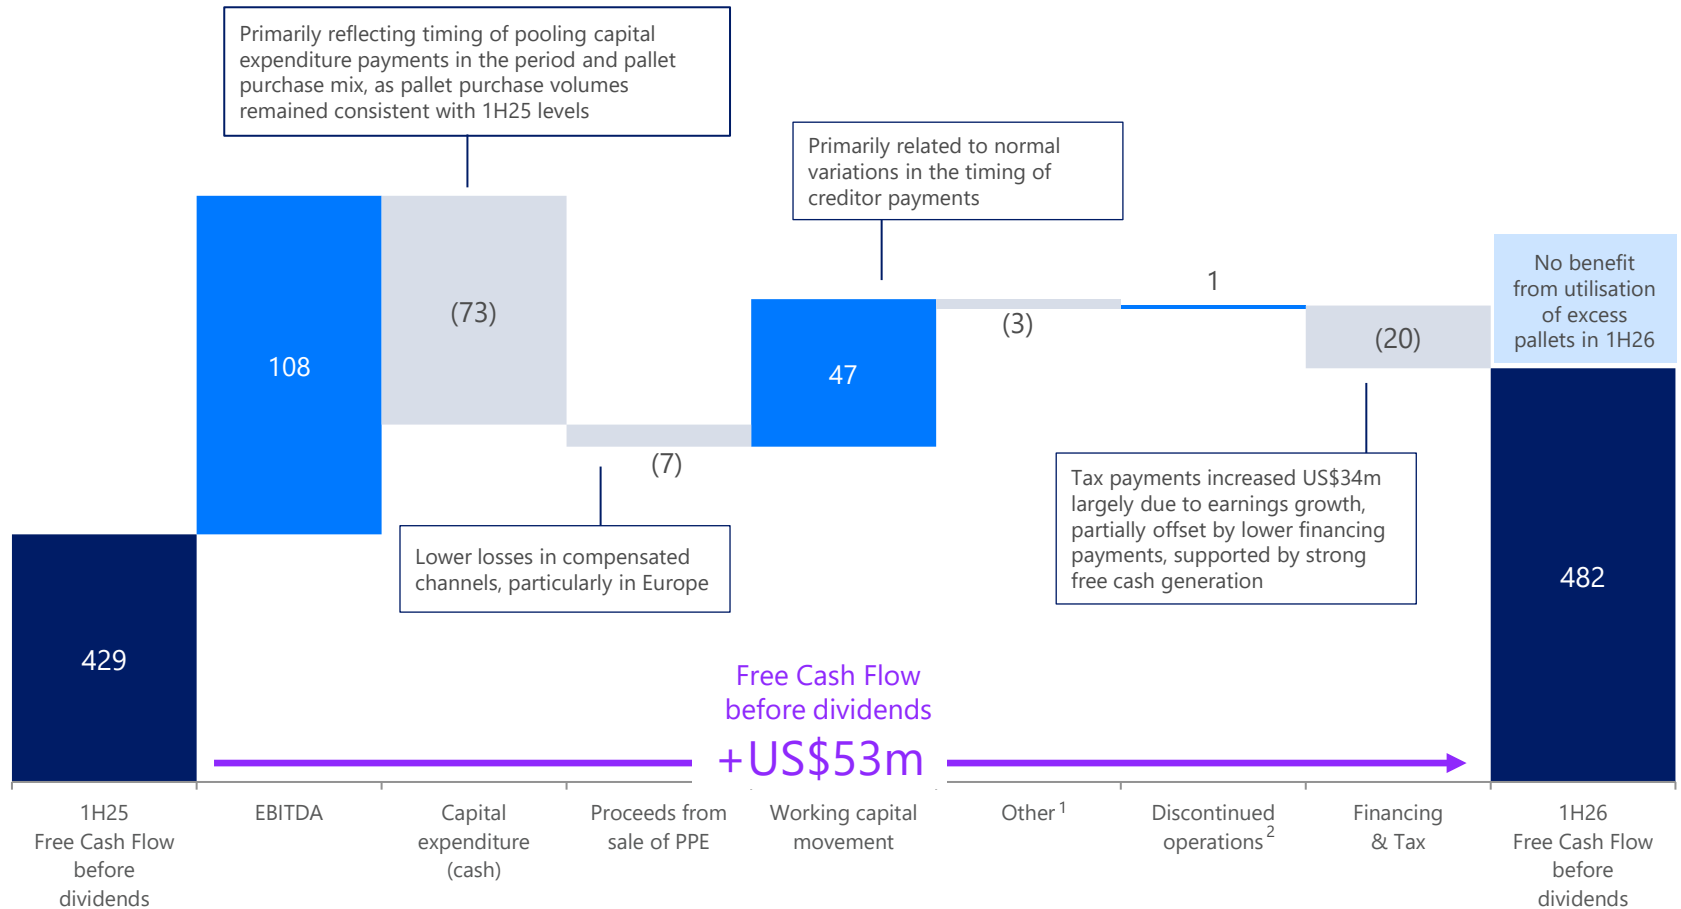 Primarily reflecting timing of pooling capital
expenditure payments in the period and pallet
purchase mix, as pallet purchase volumes
remained consistent with 1H25 levels
Primarily related to normal
variations in the timing of
creditor payments
No benefit
from utilisation
of excess
pallets in 1H26
429
108
(73)
(7)
47
(3)
1
(20)
482
Lower losses in compensated
channels, particularly in Europe
Tax payments increased US$34m
largely due to earnings growth,
partially offset by lower financing
payments, supported by strong
free cash generation
Free Cash Flow
before dividends
+US$53m
1H25
Free Cash Flow
before
dividends
EBITDA
Capital
expenditure
(cash)
Proceeds from
sale of PPE
Working capital
movement
Other 1
Discontinued
operations2
Financing
& Tax
1H26
Free Cash Flow
before
dividends